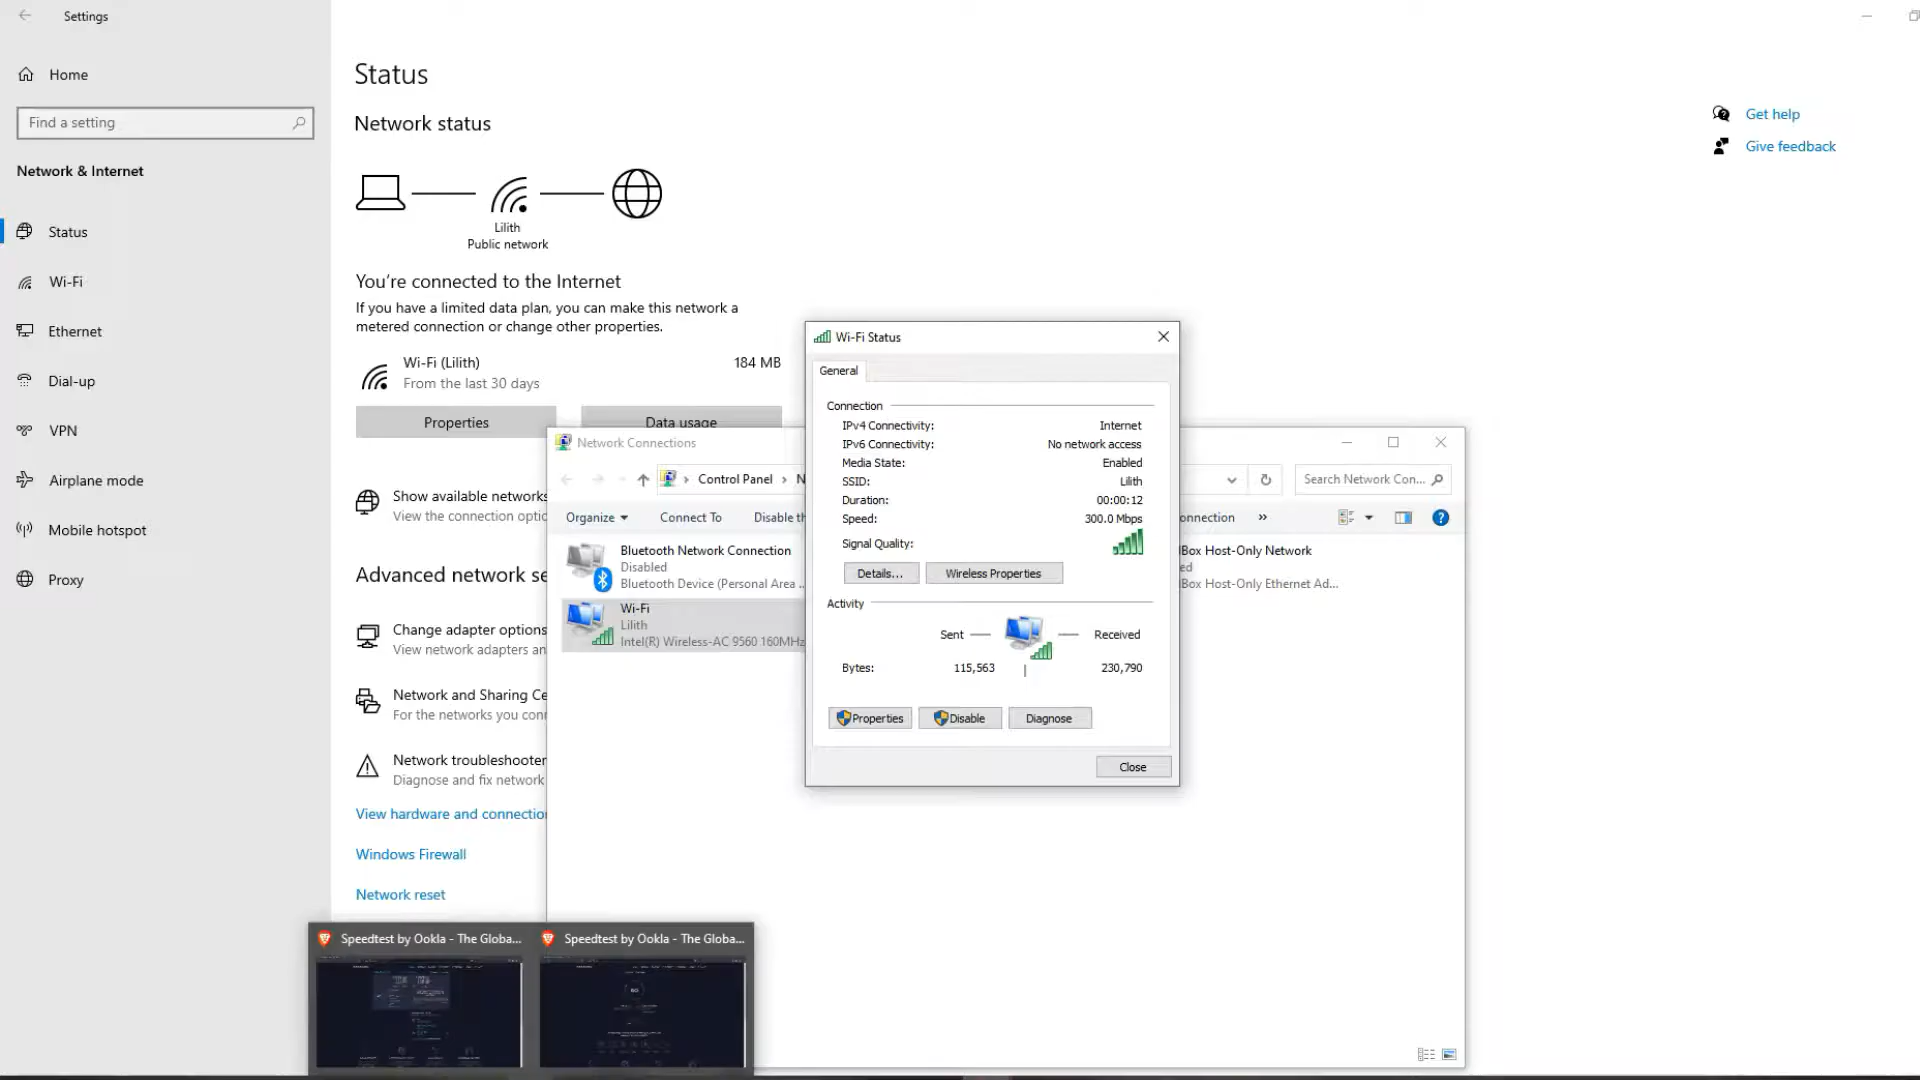 Settings
Home
Find a setting
Network & Internet
Status
Wi-Fi
Ethernet
Dial-up
VPN
Airplane mode
Mobile hotspot
Proxy
Status
Network status
Lilith
Public network
You're connected to the Internet
If you have a limited data plan, you can make this network a
metered connection or change other properties.
Wi-Fi (Lilith)
184 MB
From the last 30 days
Properties
Data usage
Show available networks
View the connection optio
Advanced network se
Change adapter options
View network adapters an
Network and Sharing Ce
For the networks you conn
Network troubleshooter
Diagnose and fix network
View hardware and connection
Windows Firewall
Network reset
Get help
Give feedback
Network Connections
Control Panel
N
Search Network Con...
Organize
Connect To
Disable th
onnection
»
Bluetooth Network Connection
Disabled
Bluetooth Device (Personal Area ...
Wi-Fi
Lilith
Intel(R) Wireless-AC 9560 160MHz
lBox Host-Only Network
ed
lBox Host-Only Ethernet Ad...
Wi-Fi Status
General
Connection
IPv4 Connectivity: Internet
IPv6 Connectivity: No network access
Media State: Enabled
SSID: Lilith
Duration: 00:00:12
Speed: 300.0 Mbps
Signal Quality:
Details...
Wireless Properties
Activity
Sent
Received
Bytes: 115,563 230,790
Properties
Disable
Diagnose
Close
Speedtest by Ookla - The Globa...
Speedtest by Ookla - The Globa...
GO